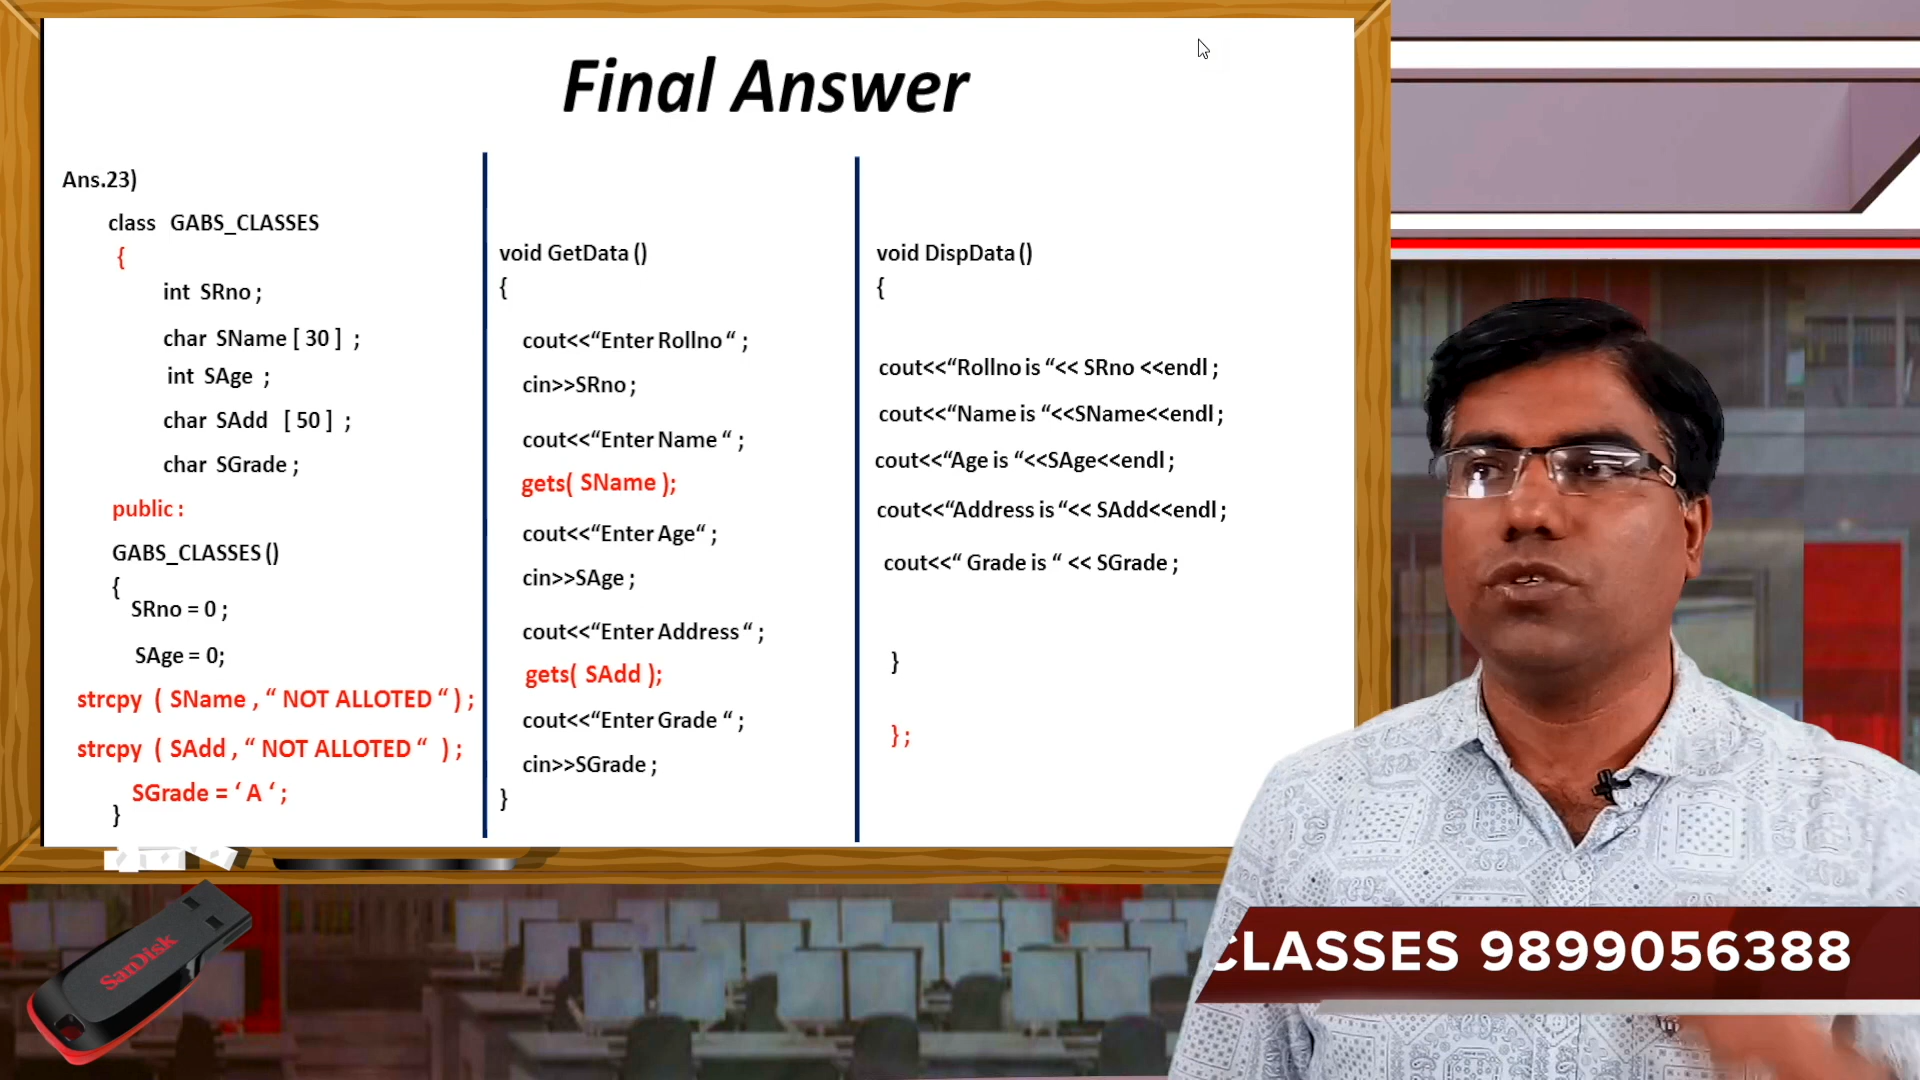 Final Answer
Ans.23)
class GABS_CLASSES
{
int SRno ;
char SName [ 30 ] ;
int SAge ;
char SAdd [ 50 ] ;
char SGrade ;
public :
GABS_CLASSES ()
{
SRno = 0 ;
SAge = 0;
strcpy ( SName , “ NOT ALLOTED “ ) ;
strcpy ( SAdd , “ NOT ALLOTED “ ) ;
SGrade = ‘ A ‘ ;
}
void GetData ()
{
cout<<“Enter Rollno “ ;
cin>>SRno ;
cout<<“Enter Name “ ;
gets( SName );
cout<<“Enter Age“ ;
cin>>SAge ;
cout<<“Enter Address “ ;
gets( SAdd );
cout<<“Enter Grade “ ;
cin>>SGrade ;
}
void DispData ()
{
cout<<“Rollno is “<< SRno <<endl ;
cout<<“Name is “<<SName<<endl ;
cout<<“Age is “<<SAge<<endl ;
cout<<“Address is “<< SAdd<<endl ;
cout<<“ Grade is “ << SGrade ;
}
} ;
SanDisk
CLASSES 9899056388